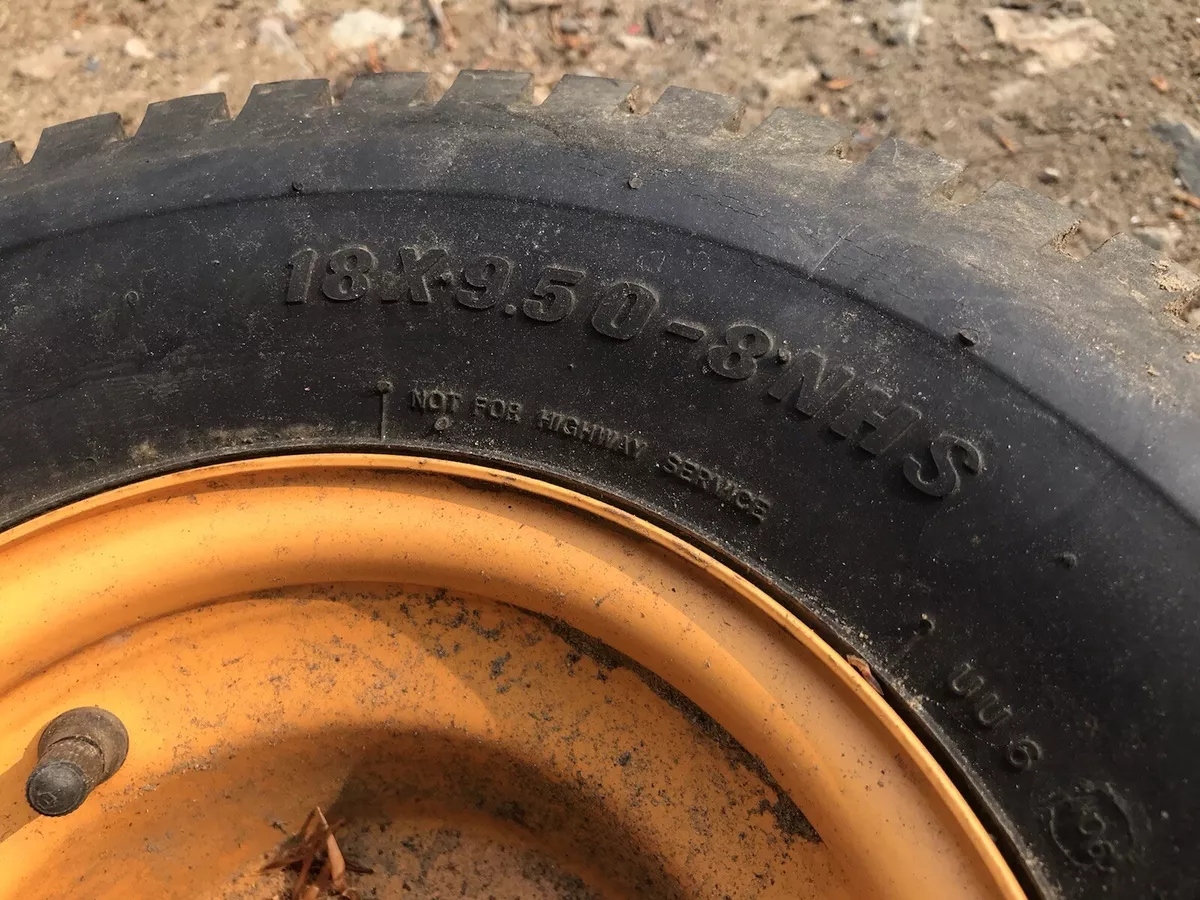 18X9.50-8 NHS
NOT FOR HIGHWAY SERVICE